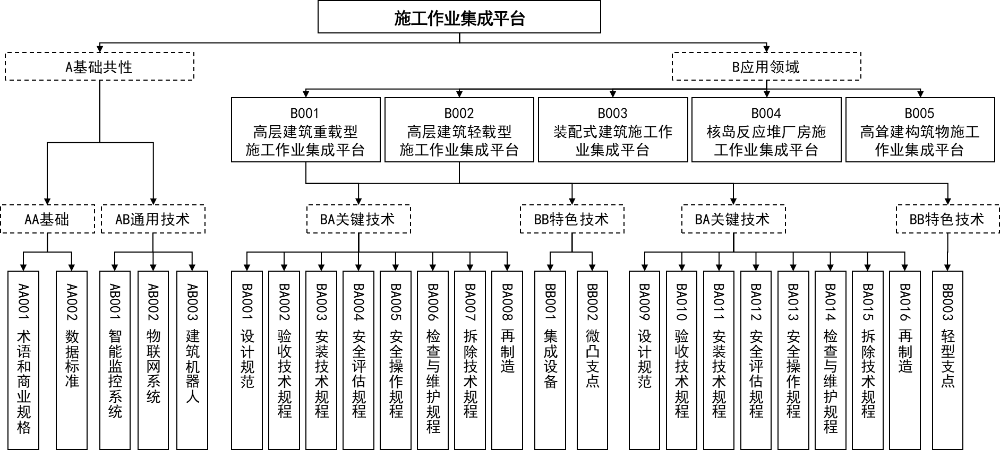 施工作业集成平台
A基础共性
B应用领域
B001
高层建筑重载型
施工作业集成平台
B002
高层建筑轻载型
施工作业集成平台
B003
装配式建筑施工作
业集成平台
B004
核岛反应堆厂房施
工作业集成平台
B005
高耸建构筑物施工
作业集成平台
AA基础
AB通用技术
BA关键技术
BB特色技术
BA关键技术
BB特色技术
AA001 术语和商业规格
AA002 数据标准
AB001 智能监控系统
AB002 物联网系统
AB003 建筑机器人
BA001 设计规范
BA002 验收技术规程
BA003 安装技术规程
BA004 安全评估规程
BA005 安全操作规程
BA006 检查与维护规程
BA007 拆除技术规程
BA008 再制造
BB001 集成设备
BB002 微凸支点
BA009 设计规范
BA010 验收技术规程
BA011 安装技术规程
BA012 安全评估规程
BA013 安全操作规程
BA014 检查与维护规程
BA015 拆除技术规程
BA016 再制造
BB003 轻型支点